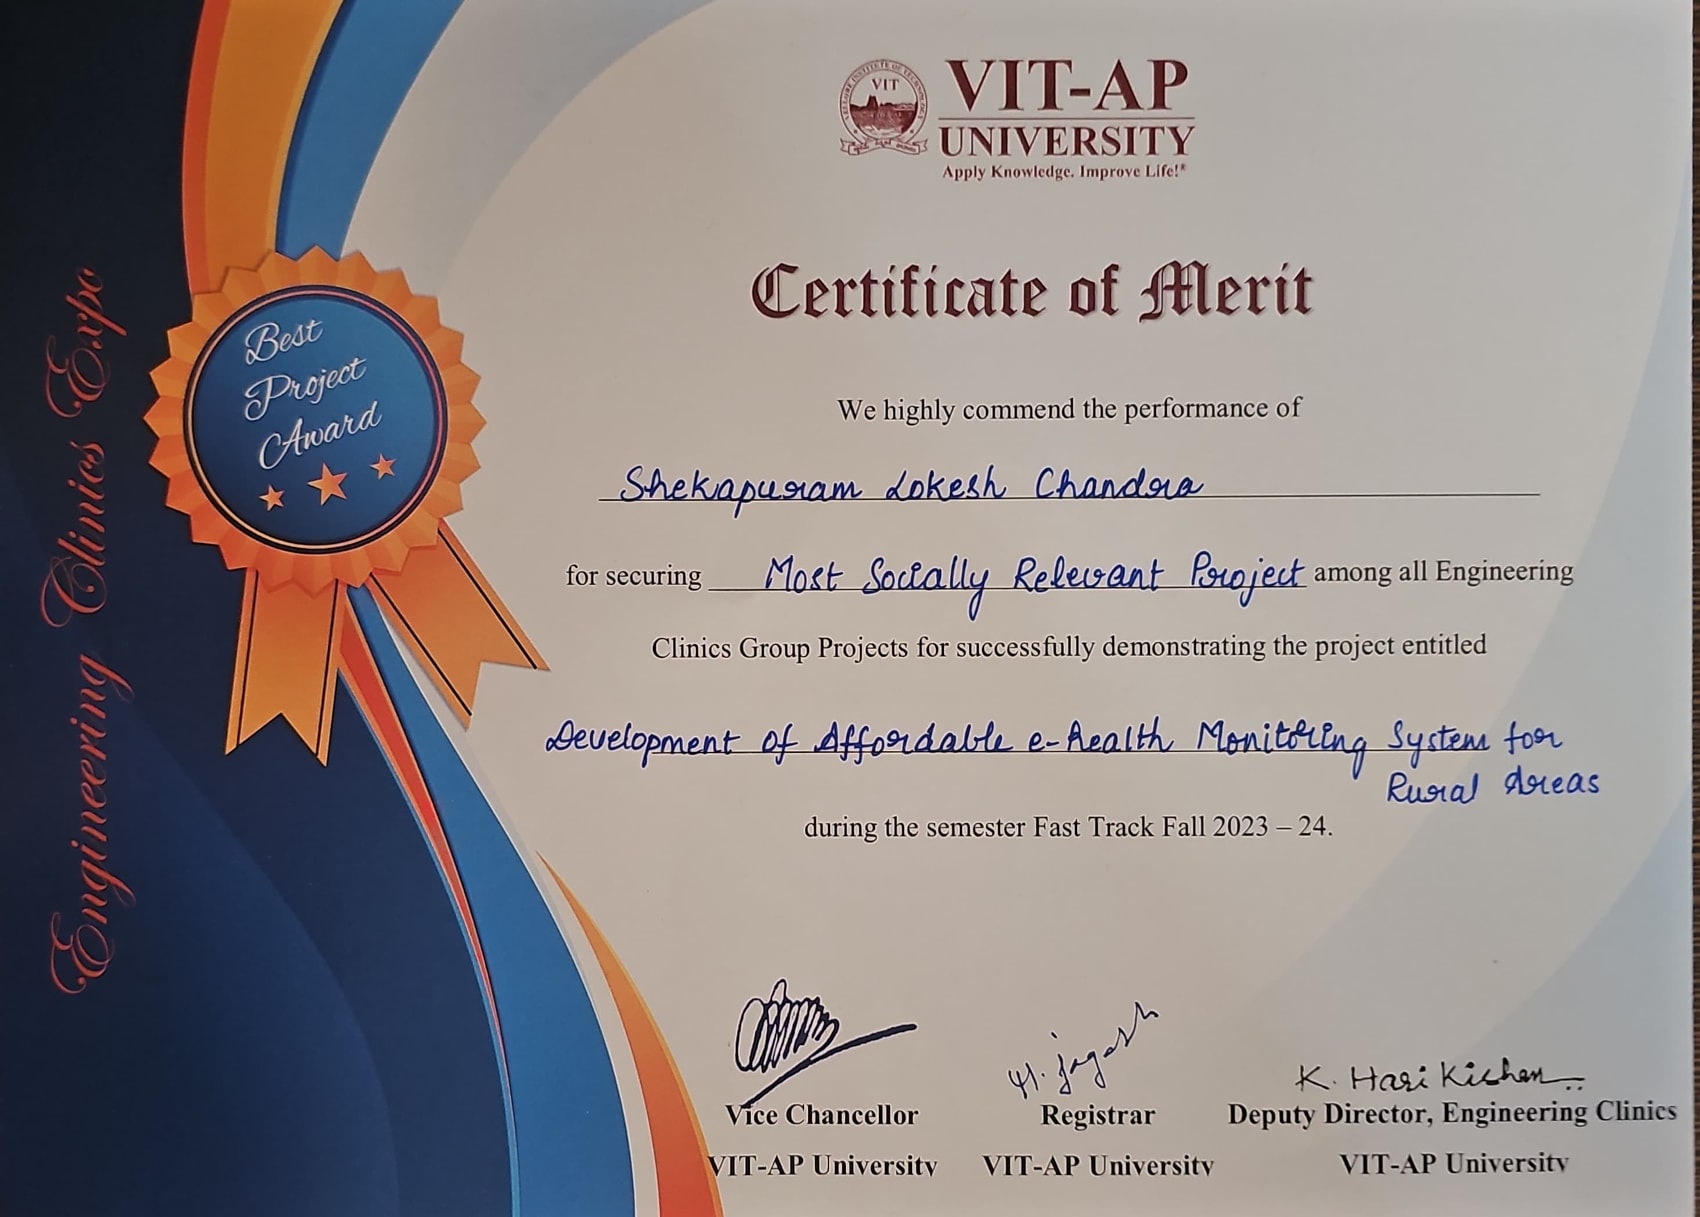 VIT
VIT-AP
UNIVERSITY
Apply Knowledge. Improve Life!®
Certificate of Merit
Engineering Clinics Expo
Best
Project
Award
We highly commend the performance of
Shekapuram Lokesh Chandra
for securing Most Socially Relevant Project among all Engineering
Clinics Group Projects for successfully demonstrating the project entitled
Development of Affordable e-Health Monitoring System for
Rural Areas
during the semester Fast Track Fall 2023 – 24.
K. Hari Kishen
Vice Chancellor Registrar Deputy Director, Engineering Clinics
VIT-AP University VIT-AP University VIT-AP University